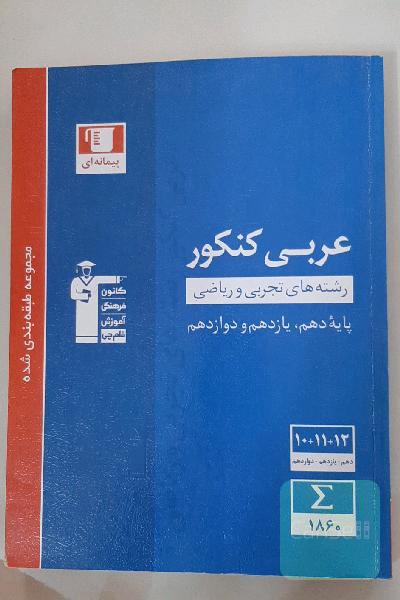 پیمانه‌ای
عربی کنکور
رشته‌های تجربی و ریاضی
پایهٔ دهم، یازدهم و دوازدهم
کانون
فرهنگی
آموزش
قلم‌چی
مجموعه طبقه‌بندی شده
۱۰+۱۱+۱۲
دهم-یازدهم-دوازدهم
Σ
۱۸۶۰